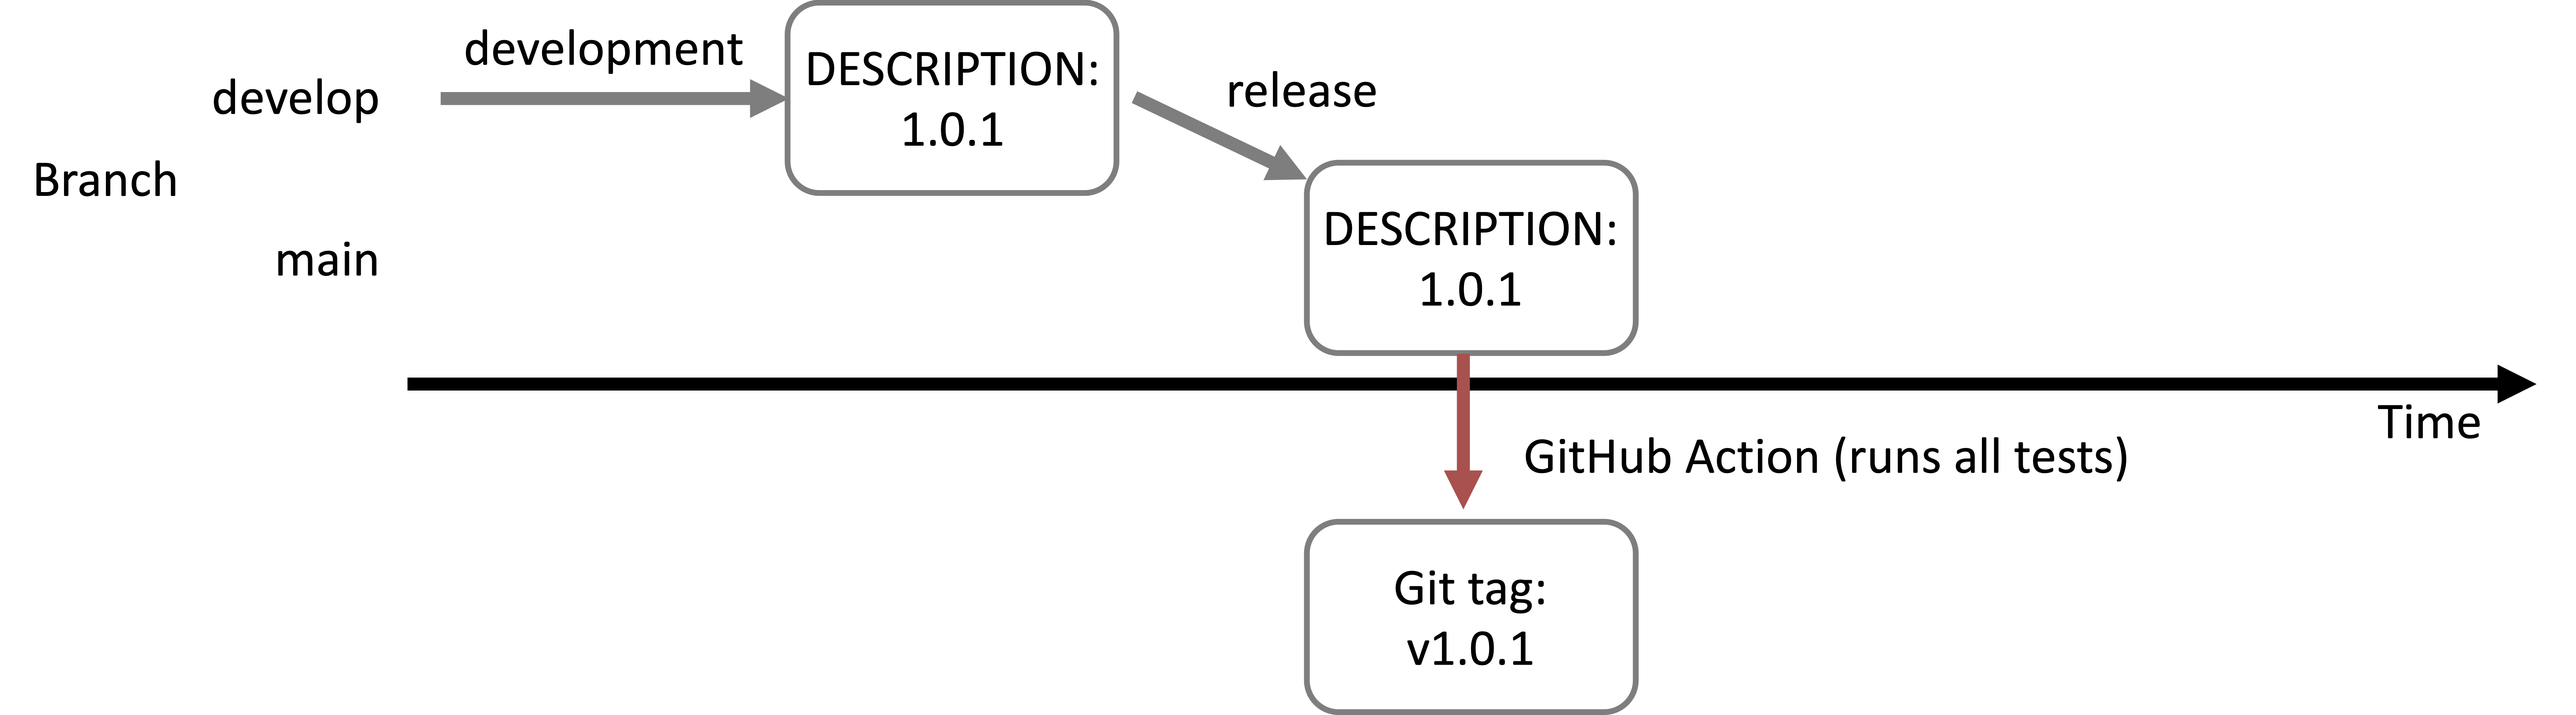 development
develop
DESCRIPTION:
1.0.1
release
Branch
main
DESCRIPTION:
1.0.1
Time
GitHub Action (runs all tests)
Git tag:
v1.0.1